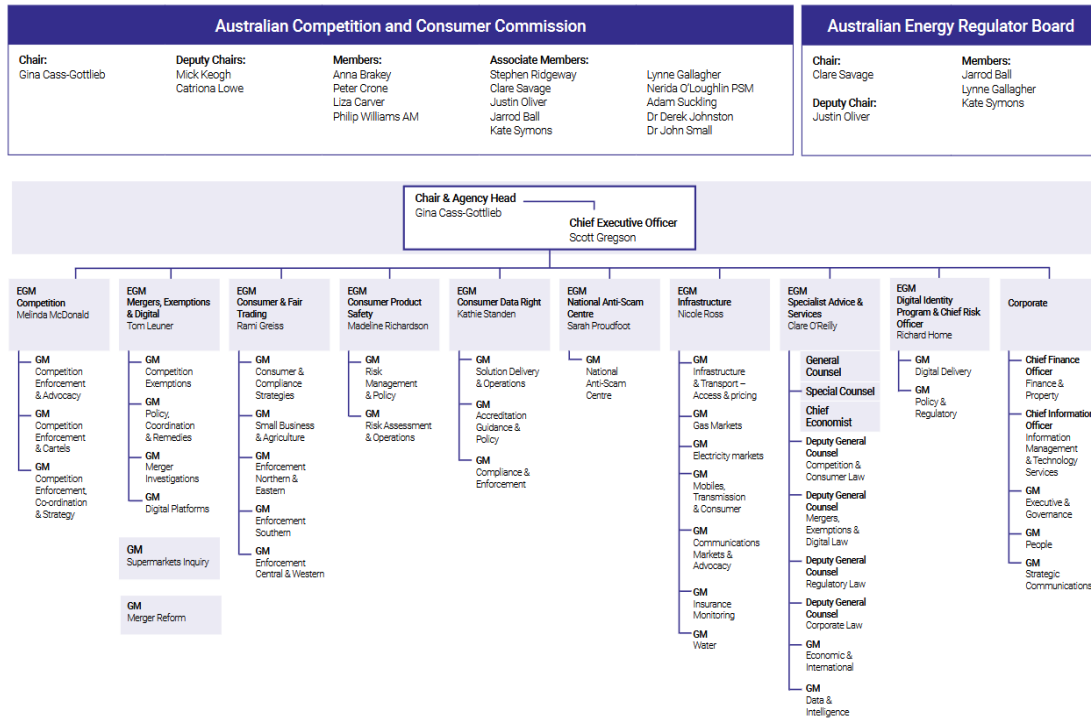 Australian Competition and Consumer Commission
Chair:
Gina Cass-Gottlieb
Deputy Chairs:
Mick Keogh
Catriona Lowe
Members:
Anna Brakey
Peter Crone
Liza Carver
Philip Williams AM
Associate Members:
Stephen Ridgeway
Clare Savage
Justin Oliver
Jarrod Ball
Kate Symons
Lynne Gallagher
Nerida O'Loughlin PSM
Adam Suckling
Dr Derek Johnston
Dr John Small
Australian Energy Regulator Board
Chair:
Clare Savage
Deputy Chair:
Justin Oliver
Members:
Jarrod Ball
Lynne Gallagher
Kate Symons
Chair & Agency Head
Gina Cass-Gottlieb
Chief Executive Officer
Scott Gregson
EGM
Competition
Melinda McDonald
GM
Competition
Enforcement
& Advocacy
GM
Competition
Enforcement
& Cartels
GM
Competition
Enforcement,
Co-ordination
& Strategy
EGM
Mergers, Exemptions
& Digital
Tom Leuner
GM
Competition
Exemptions
GM
Policy,
Coordination
& Remedies
GM
Merger
Investigations
GM
Digital Platforms
GM
Supermarkets Inquiry
GM
Merger Reform
EGM
Consumer & Fair
Trading
Rami Greiss
GM
Consumer &
Compliance
Strategies
GM
Small Business
& Agriculture
GM
Enforcement
Northern &
Eastern
GM
Enforcement
Southern
GM
Enforcement
Central & Western
EGM
Consumer Product
Safety
Madeline Richardson
GM
Risk
Management
& Policy
GM
Risk Assessment
& Operations
EGM
Consumer Data Right
Kathie Standen
GM
Solution Delivery
& Operations
GM
Accreditation
Guidance &
Policy
GM
Compliance &
Enforcement
EGM
National Anti-Scam
Centre
Sarah Proudfoot
GM
National
Anti-Scam
Centre
EGM
Infrastructure
Nicole Ross
GM
Infrastructure
& Transport –
Access & pricing
GM
Gas Markets
GM
Electricity markets
GM
Mobiles,
Transmission
& Consumer
GM
Communications
Markets &
Advocacy
GM
Insurance
Monitoring
GM
Water
EGM
Specialist Advice &
Services
Clare O'Reilly
General
Counsel
Special Counsel
Chief
Economist
Deputy General
Counsel
Competition &
Consumer Law
Deputy General
Counsel
Mergers,
Exemptions &
Digital Law
Deputy General
Counsel
Regulatory Law
Deputy General
Counsel
Corporate Law
GM
Economic &
International
GM
Data &
Intelligence
EGM
Digital Identity
Program & Chief Risk
Officer
Richard Home
GM
Digital Delivery
GM
Policy &
Regulatory
Corporate
Chief Finance
Officer
Finance &
Property
Chief Information
Officer
Information
Management
& Technology
Services
GM
Executive &
Governance
GM
People
GM
Strategic
Communications